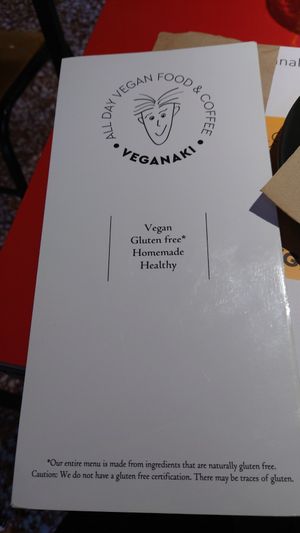 ALL DAY VEGAN FOOD & COFFEE
• VEGANAKI •
Vegan
Gluten free*
Homemade
Healthy
*Our entire menu is made from ingredients that are naturally gluten free.
Caution: We do not have a gluten free certification. There may be traces of gluten.